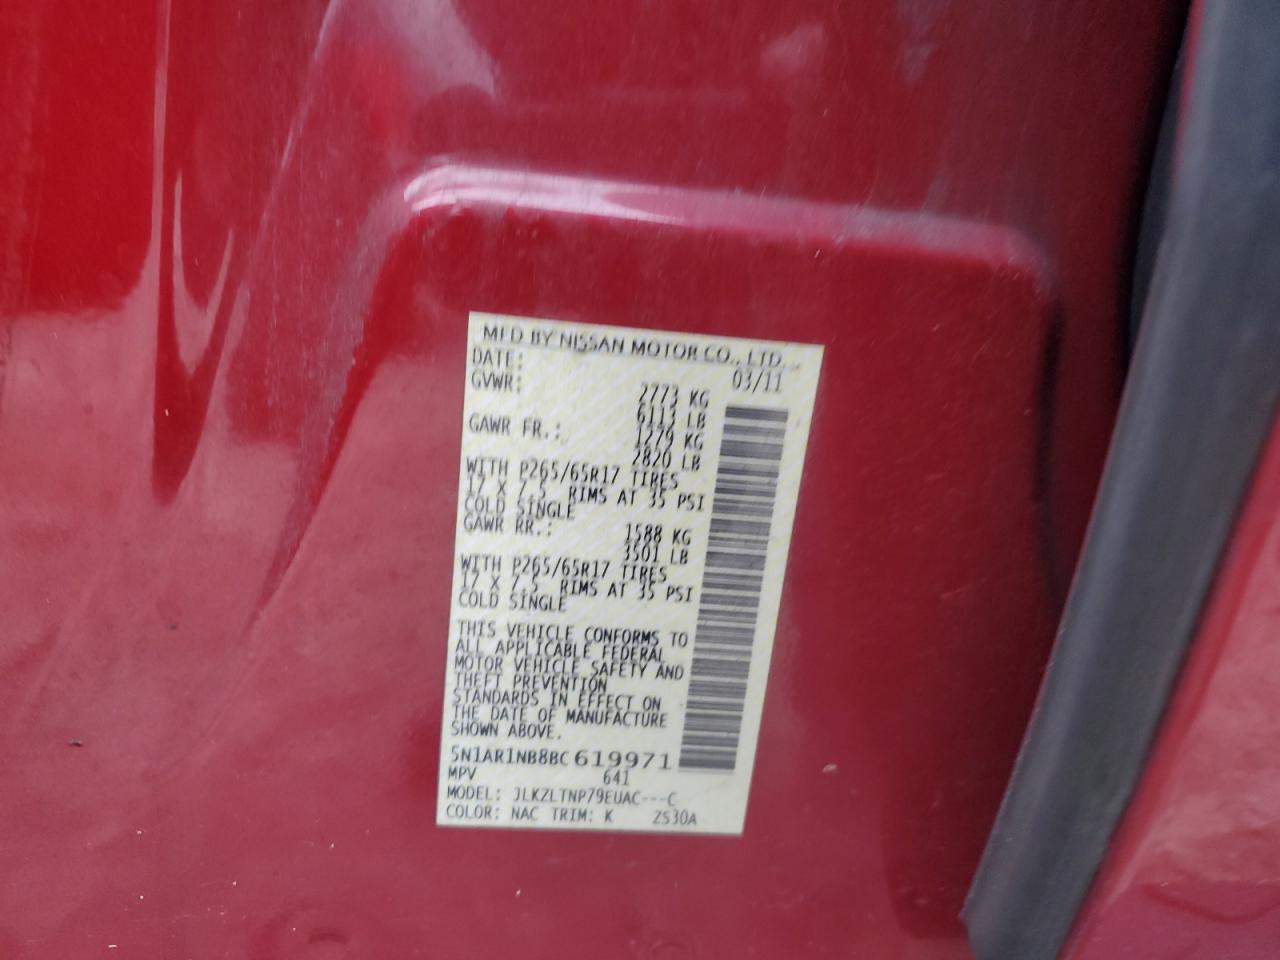 MFD BY NISSAN MOTOR CO., LTD.
DATE: 03/11
GVWR: 2773 KG
6113 LB
GAWR FR.: 1279 KG
2820 LB
WITH P265/65R17 TIRES
17 X 7.5 RIMS AT 35 PSI
COLD SINGLE
GAWR RR.: 1588 KG
3501 LB
WITH P265/65R17 TIRES
17 X 7.5 RIMS AT 35 PSI
COLD SINGLE
THIS VEHICLE CONFORMS TO
ALL APPLICABLE FEDERAL
MOTOR VEHICLE SAFETY AND
THEFT PREVENTION
STANDARDS IN EFFECT ON
THE DATE OF MANUFACTURE
SHOWN ABOVE.
5N1AR1NB8BC619971
MPV 641
MODEL: JLKZLTNP79EUAC---C
COLOR: NAC TRIM: K ZS30A